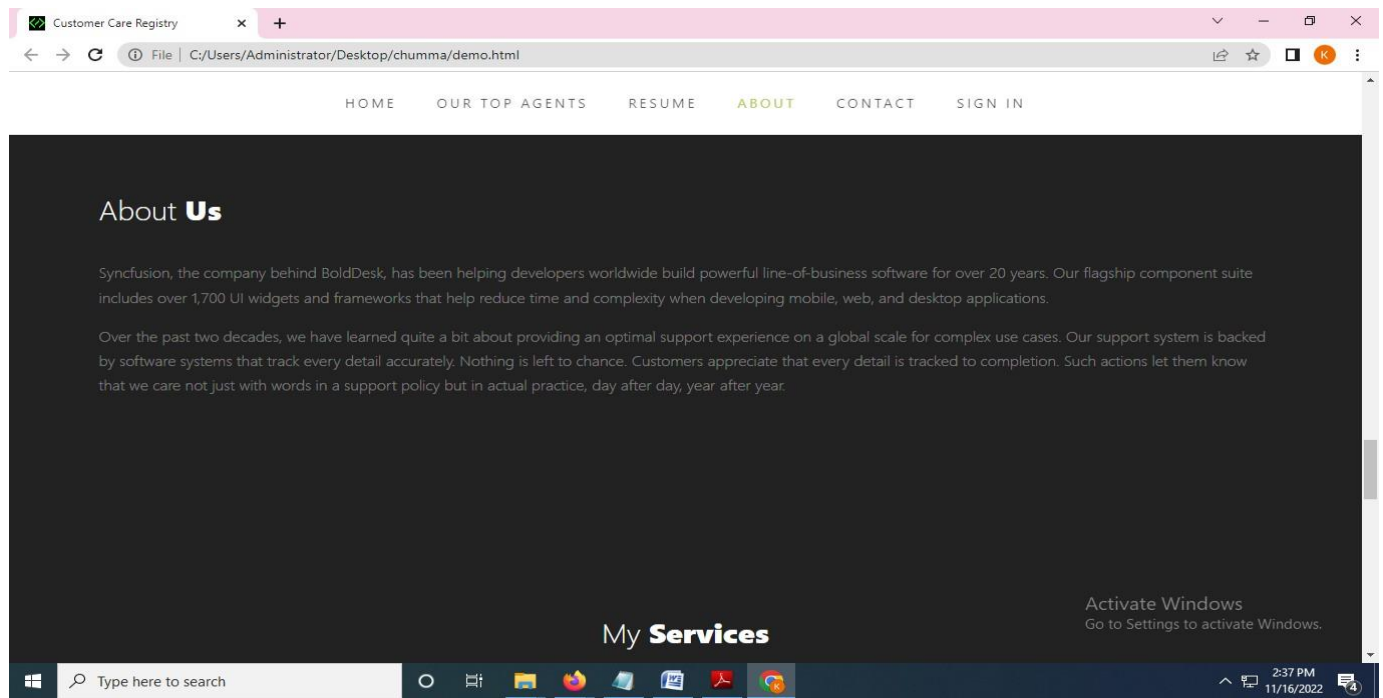 Customer Care Registry
File | C:/Users/Administrator/Desktop/chumma/demo.html
K
HOME OUR TOP AGENTS RESUME ABOUT CONTACT SIGN IN
About Us
Syncfusion, the company behind BoldDesk, has been helping developers worldwide build powerful line-of-business software for over 20 years. Our flagship component suite
includes over 1,700 UI widgets and frameworks that help reduce time and complexity when developing mobile, web, and desktop applications.
Over the past two decades, we have learned quite a bit about providing an optimal support experience on a global scale for complex use cases. Our support system is backed
by software systems that track every detail accurately. Nothing is left to chance. Customers appreciate that every detail is tracked to completion. Such actions let them know
that we care not just with words in a support policy but in actual practice, day after day, year after year.
Activate Windows
Go to Settings to activate Windows.
My Services
Type here to search
2:37 PM
11/16/2022
4